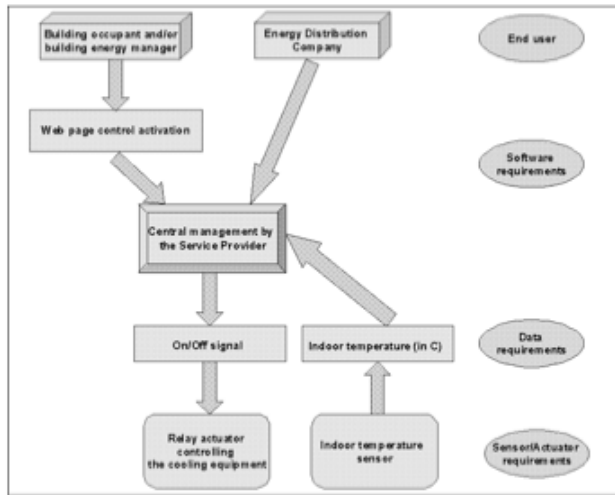 Building occupant and/or
building energy manager
Energy Distribution
Company
End user
Web page control activation
Software
requirements
Central management by
the Service Provider
On/Off signal
Indoor temperature (in C)
Data
requirements
Relay actuator
controlling
the cooling equipment
Indoor temperature
sensor
Sensor/Actuator
requirements